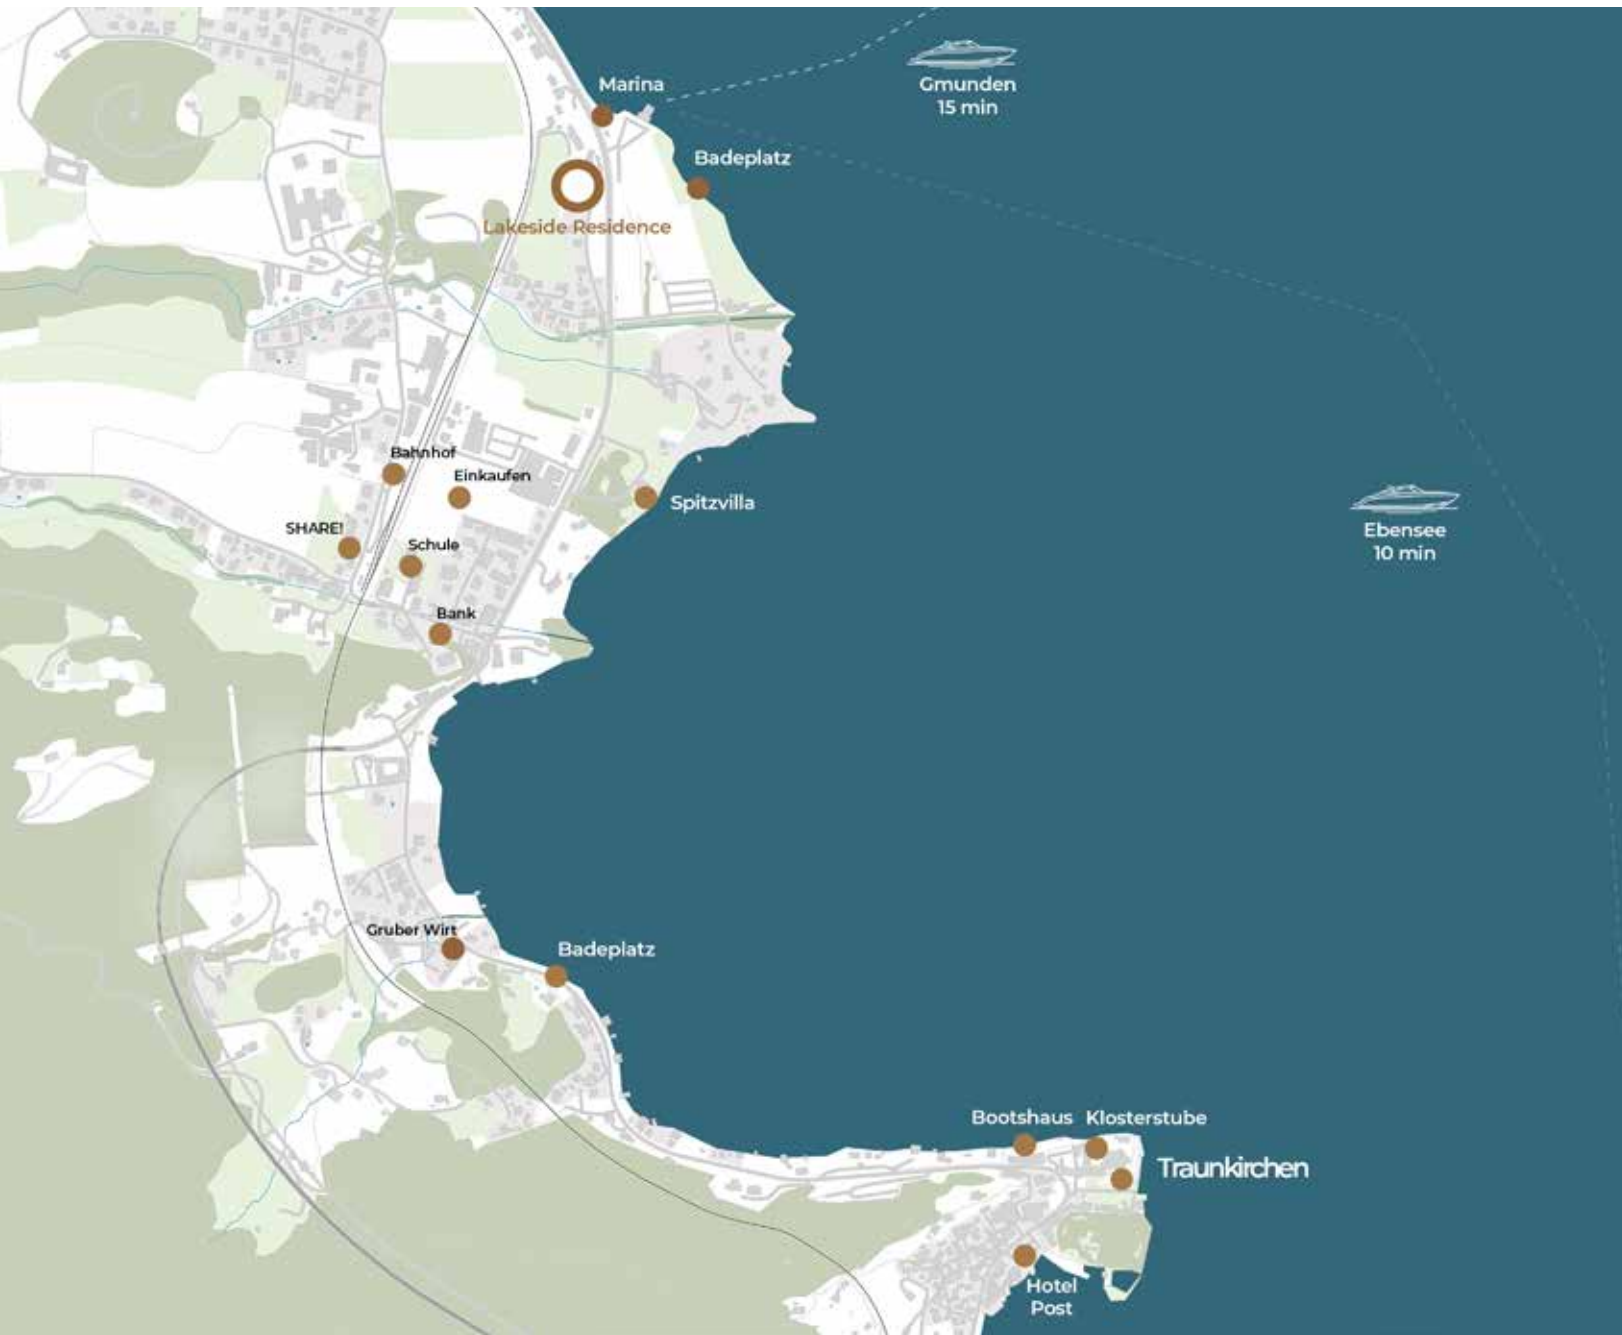 Marina
Gmunden
15 min
Badeplatz
Lakeside Residence
Bahnhof
Einkaufen
Spitzvilla
SHARE!
Schule
Ebensee
10 min
Bank
Gruber Wirt
Badeplatz
Bootshaus
Klosterstube
Traunkirchen
Hotel
Post